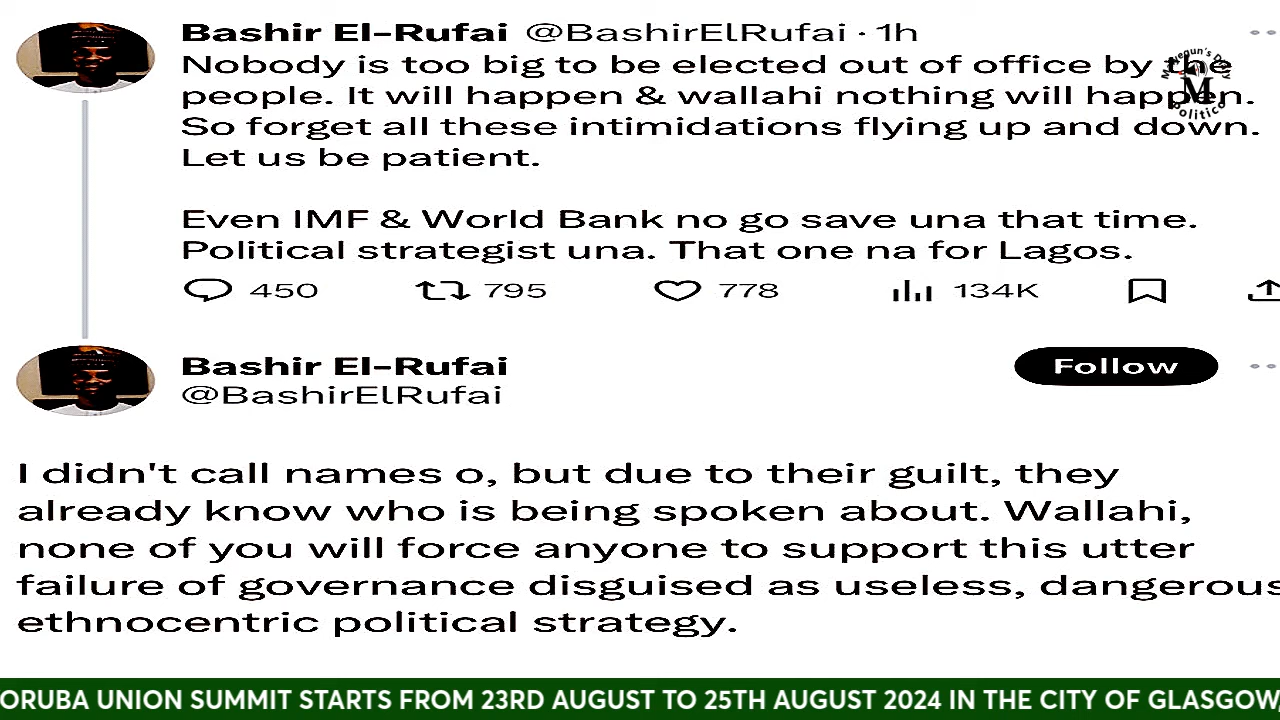 Bashir El-Rufai @BashirElRufai · 1h
Nobody is too big to be elected out of office by the
people. It will happen & wallahi nothing will happen.
So forget all these intimidations flying up and down.
Let us be patient.
Even IMF & World Bank no go save una that time.
Political strategist una. That one na for Lagos.
450 795 778 134K
Bashir El-Rufai
@BashirElRufai
Follow
I didn't call names o, but due to their guilt, they
already know who is being spoken about. Wallahi,
none of you will force anyone to support this utter
failure of governance disguised as useless, dangerous
ethnocentric political strategy.
ORUBA UNION SUMMIT STARTS FROM 23RD AUGUST TO 25TH AUGUST 2024 IN THE CITY OF GLASGOW,